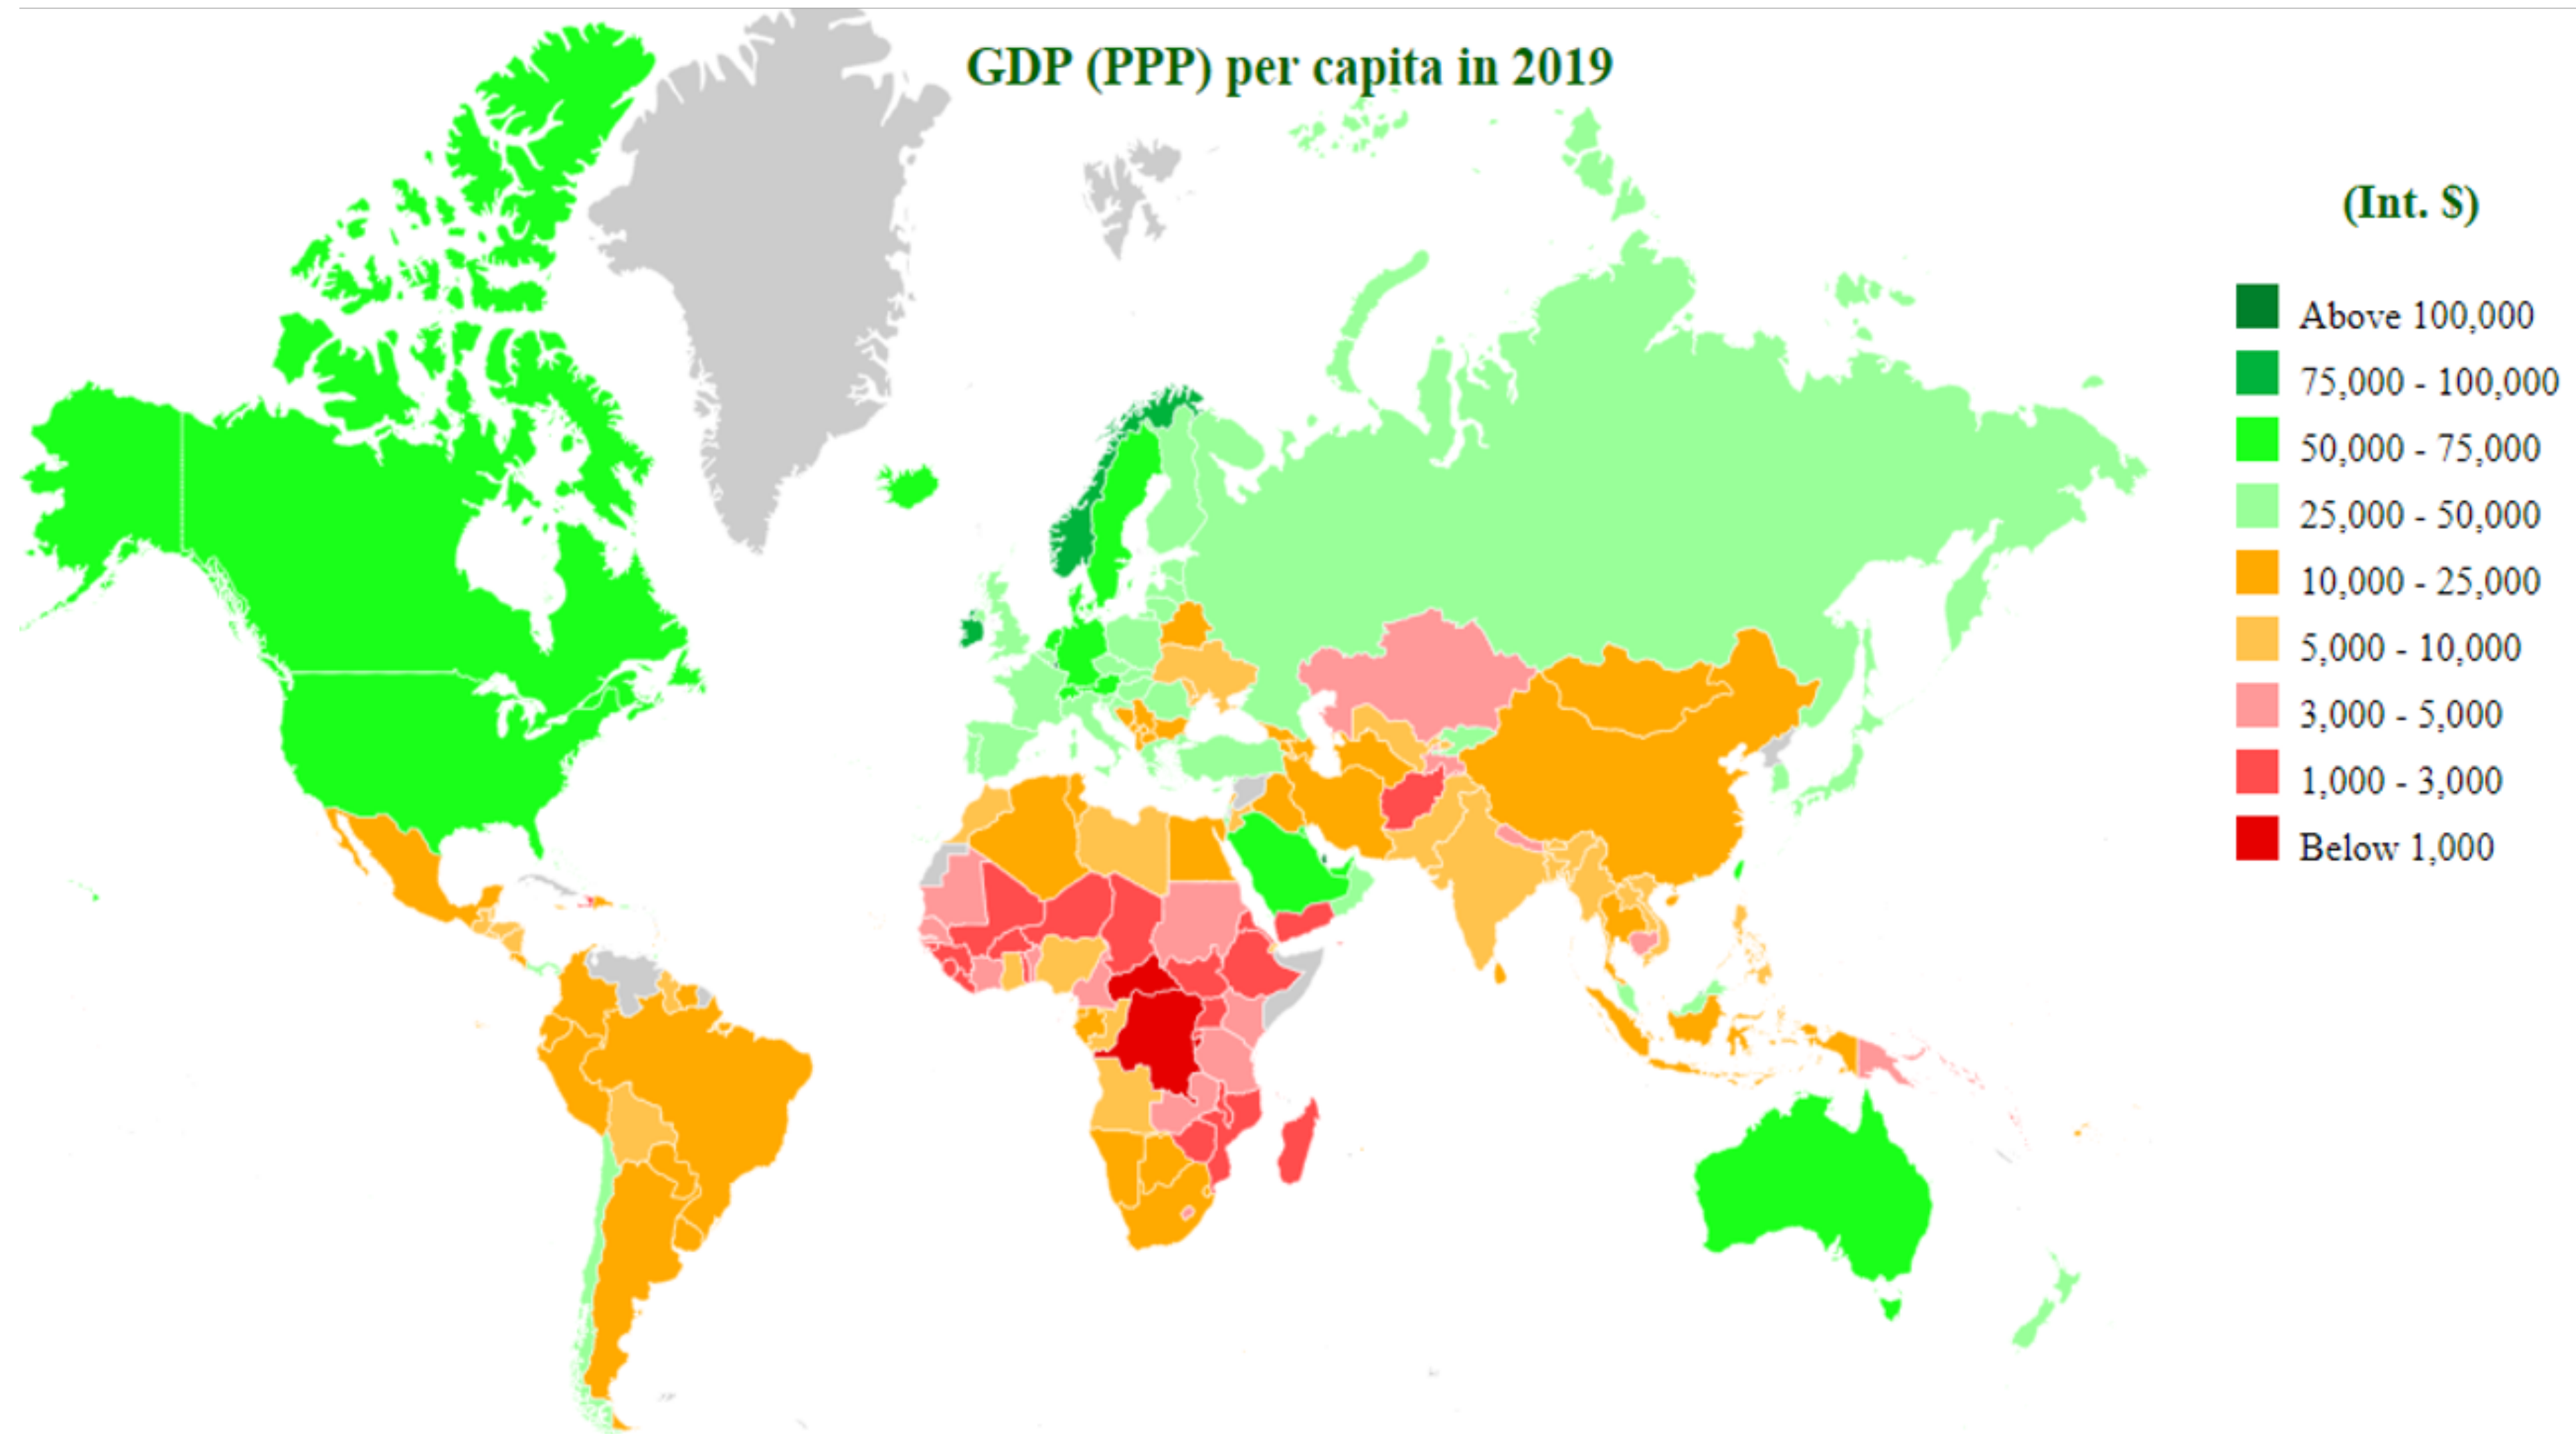 GDP (PPP) per capita in 2019
(Int. $)
Above 100,000
75,000 - 100,000
50,000 - 75,000
25,000 - 50,000
10,000 - 25,000
5,000 - 10,000
3,000 - 5,000
1,000 - 3,000
Below 1,000